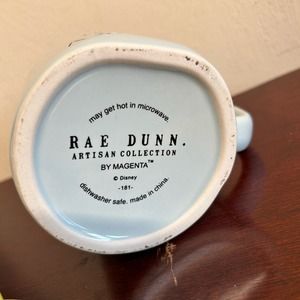 may get hot in microwave.
RAE DUNN.
ARTISAN COLLECTION
BY MAGENTA™
© Disney
-181-
dishwasher safe. made in china.